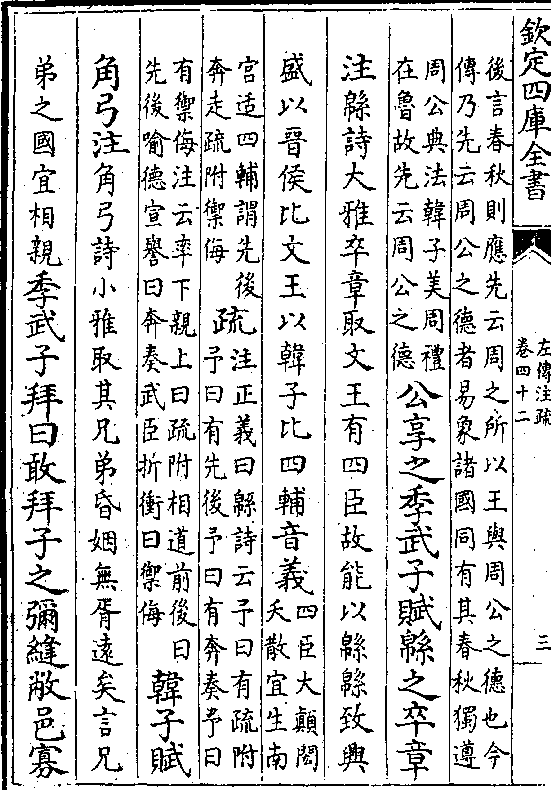 欽定四庫全書
左傳注疏
卷四十二
三
後言春秋則應先云周之所以王與周公之德也今
傳乃先云周公之德者易象諸國同有其春秋獨遵
周公典法韓子美周禮
在魯故先云周公之德
公享之季武子賦緜之卒章
注緜詩大雅卒章取文王有四臣故能以緜緜致興
盛以晉侯比文王以韓子比四輔音義
四臣大顛閎
夭散宜生南
宫适四輔謂先後
奔走疏附禦侮
疏
注正義曰緜詩云予曰有疏附
予曰有先後予曰有奔奏予曰
有禦侮注云率下親上曰疏附相道前後曰
先後喻德宣譽曰奔奏武臣折衝曰禦侮
韓子賦
角弓注角弓詩小雅取其兄弟昏姻無胥遠矣言兄
弟之國宜相親季武子拜曰敢拜子之彌縫敝邑寡